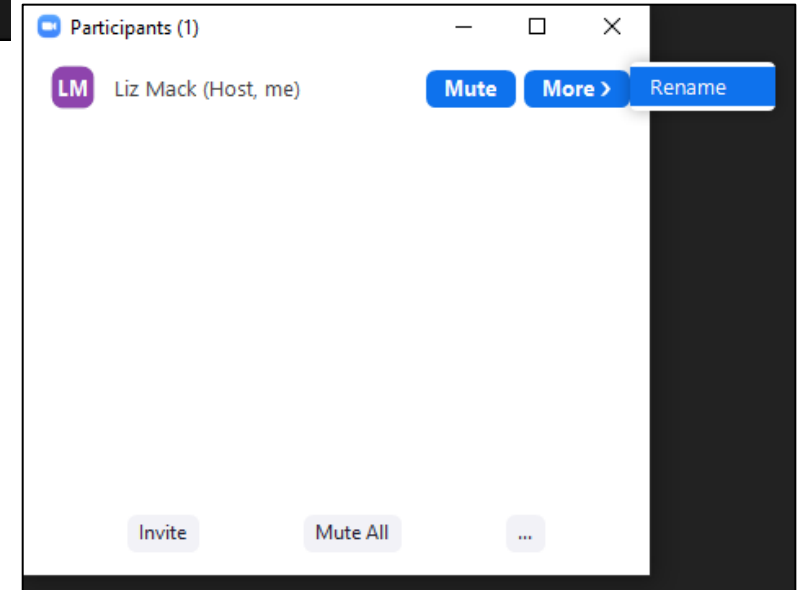 Participants (1)
LM Liz Mack (Host, me) Mute More > Rename
Invite Mute All ...